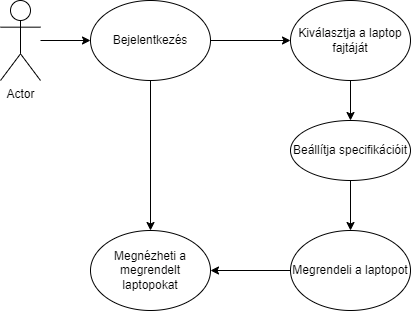 Bejelentkezés
Kiválasztja a laptop
fajtáját
Actor
Beállítja specifikációit
Megnézheti a
megrendelt
laptopokat
Megrendeli a laptopot